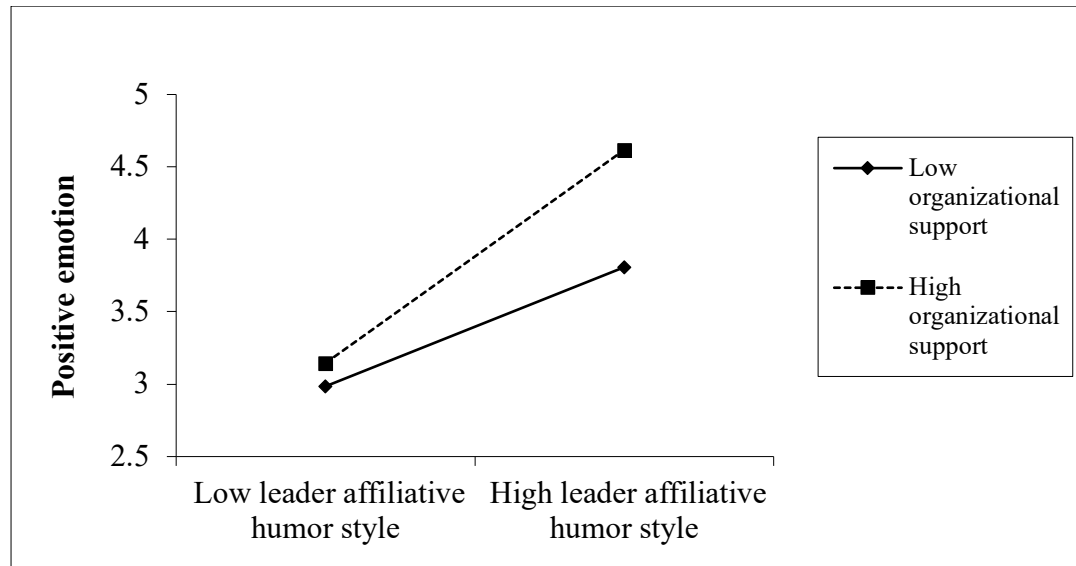 Positive emotion
5
4.5
4
3.5
3
2.5
Low leader affiliative
humor style
High leader affiliative
humor style
Low
organizational
support
High
organizational
support